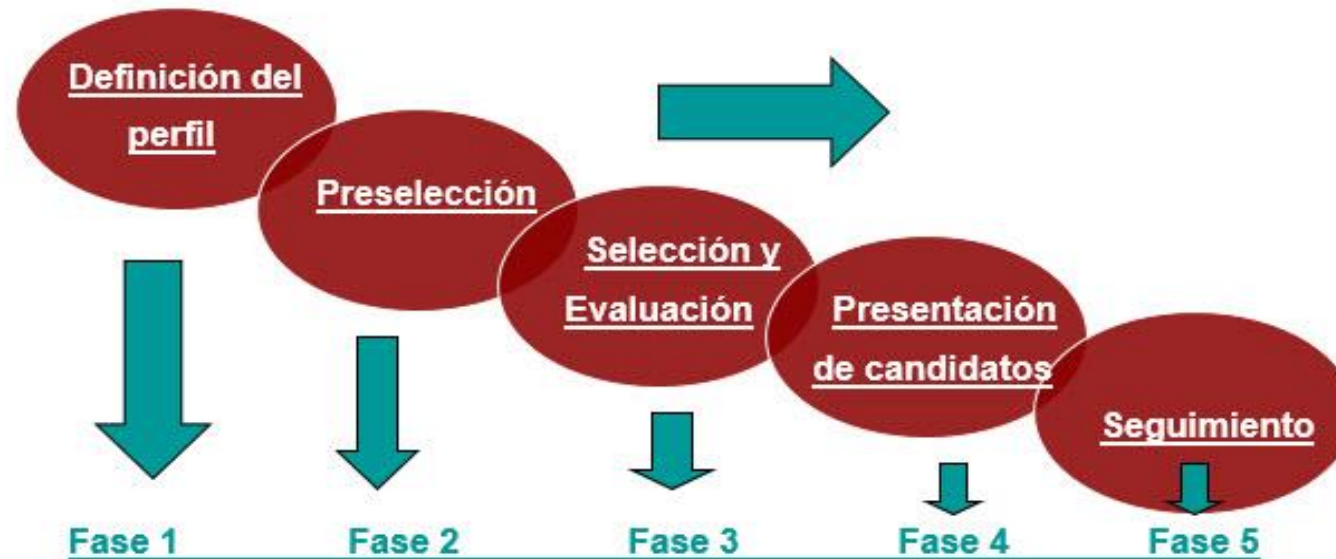 Definición del
perfil
Preselección
Selección y
Evaluación
Presentación
de candidatos
Seguimiento
Fase 1 Fase 2 Fase 3 Fase 4 Fase 5